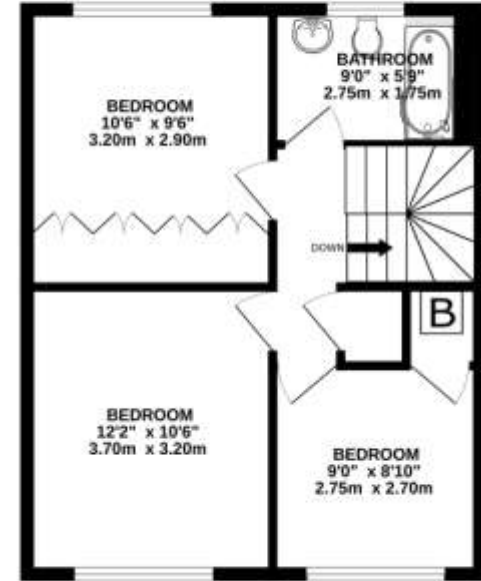 BATHROOM
9'0" x 5'9"
2.75m x 1.75m
BEDROOM
10'6" x 9'6"
3.20m x 2.90m
DOWN
B
BEDROOM
12'2" x 10'6"
3.70m x 3.20m
BEDROOM
9'0" x 8'10"
2.75m x 2.70m